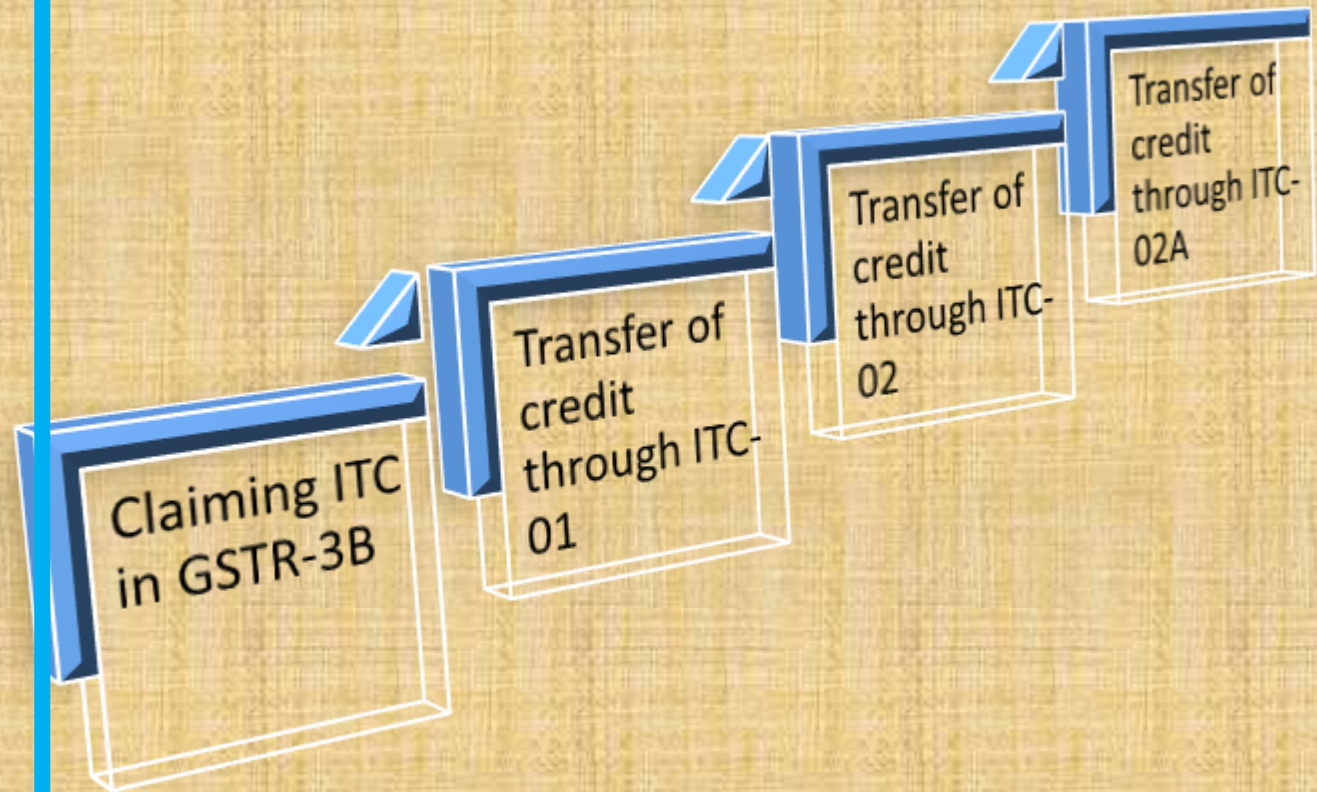 Claiming ITC
in GSTR-3B
Transfer of
credit
through ITC-
01
Transfer of
credit
through ITC-
02
Transfer of
credit
through ITC-
02A